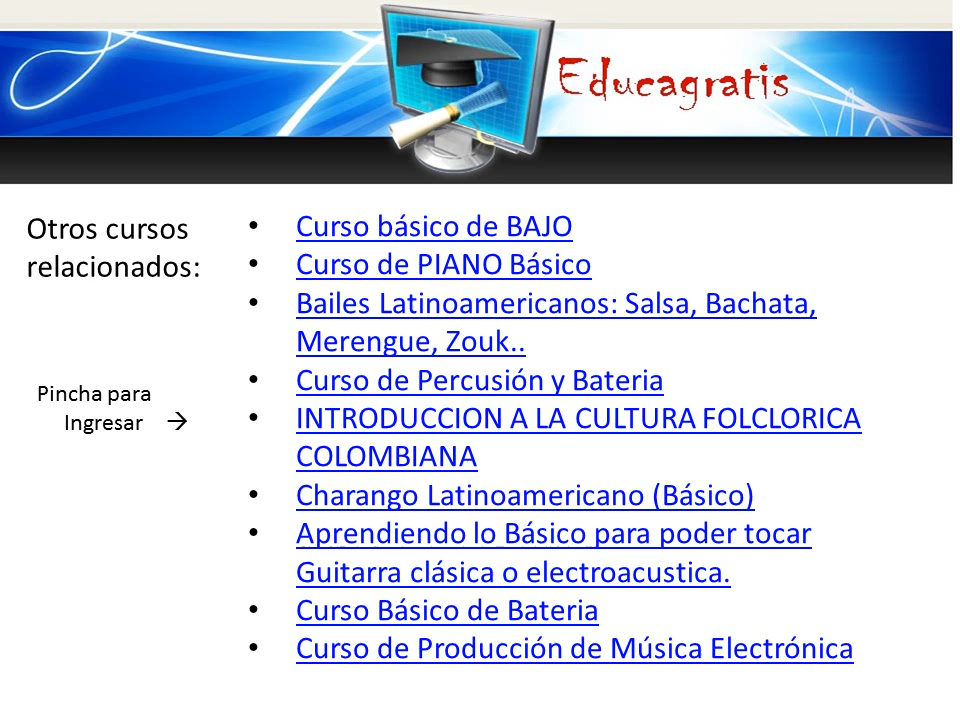 Educagratis
Otros cursos
relacionados:
Pincha para
Ingresar →
• Curso básico de BAJO
• Curso de PIANO Básico
• Bailes Latinoamericanos: Salsa, Bachata,
Merengue, Zouk..
• Curso de Percusión y Bateria
• INTRODUCCION A LA CULTURA FOLCLORICA
COLOMBIANA
• Charango Latinoamericano (Básico)
• Aprendiendo lo Básico para poder tocar
Guitarra clásica o electroacustica.
• Curso Básico de Bateria
• Curso de Producción de Música Electrónica